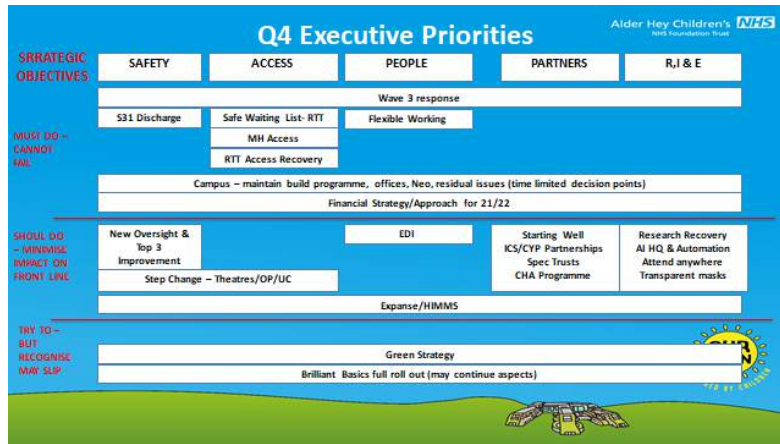 Q4 Executive Priorities
Alder Hey Children's NHS
NHS Foundation Trust
SRRATEGIC
OBJECTIVES
SAFETY
ACCESS
PEOPLE
PARTNERS
R,I & E
Wave 3 response
MUST DO –
CANNOT
FAIL
S31 Discharge
Safe Waiting List- RTT
Flexible Working
MH Access
RTT Access Recovery
Campus – maintain build programme, offices, Neo, residual issues (time limited decision points)
Financial Strategy/Approach for 21/22
SHOUL DO
– MINIMISE
IMPACT ON
FRONT LINE
New Oversight &
Top 3
Improvement
EDI
Starting Well
ICS/CYP Partnerships
Spec Trusts
CHA Programme
Research Recovery
AI HQ & Automation
Attend anywhere
Transparent masks
Step Change – Theatres/OP/UC
Expanse/HIMMS
TRY TO –
BUT
RECOGNISE
MAY SLIP
Green Strategy
Brilliant Basics full roll out (may continue aspects)
BY CHILDREN